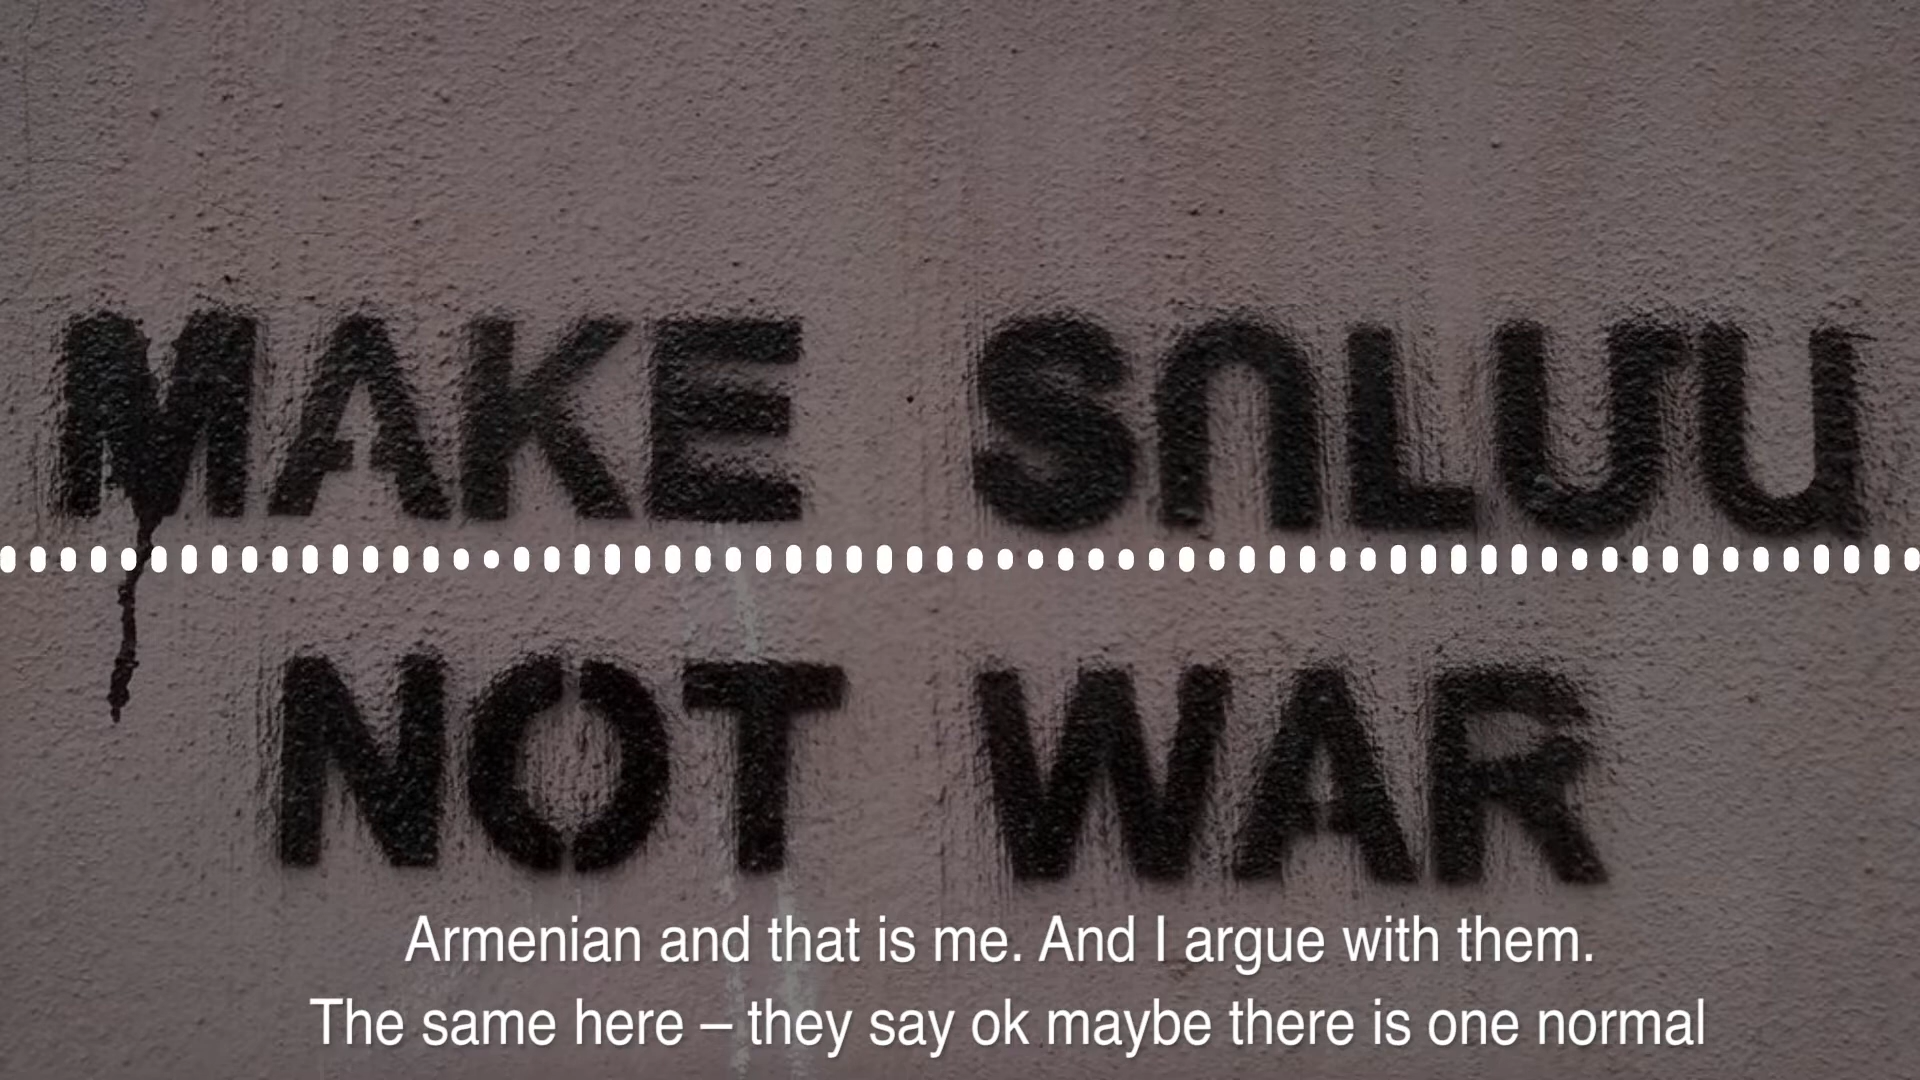 MAKE ՏՈԼՄԱ
NOT WAR
Armenian and that is me. And I argue with them.
The same here – they say ok maybe there is one normal